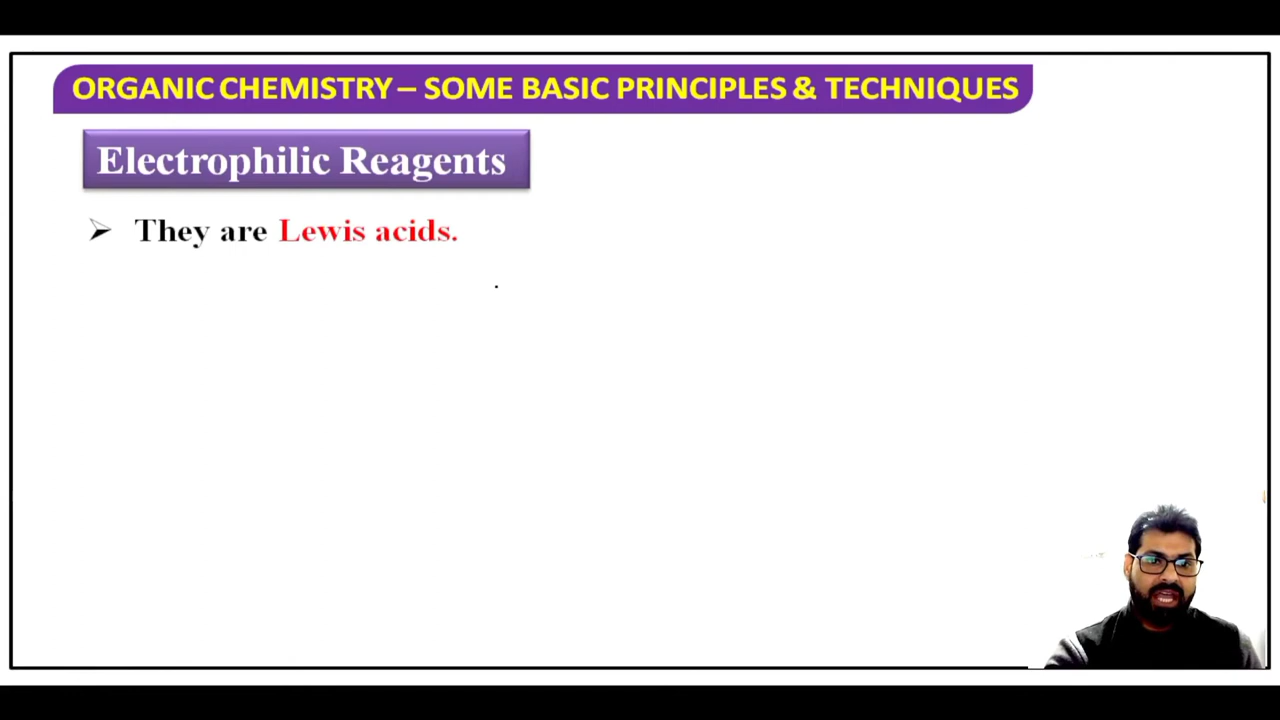 ORGANIC CHEMISTRY – SOME BASIC PRINCIPLES & TECHNIQUES
Electrophilic Reagents
➢ They are Lewis acids.